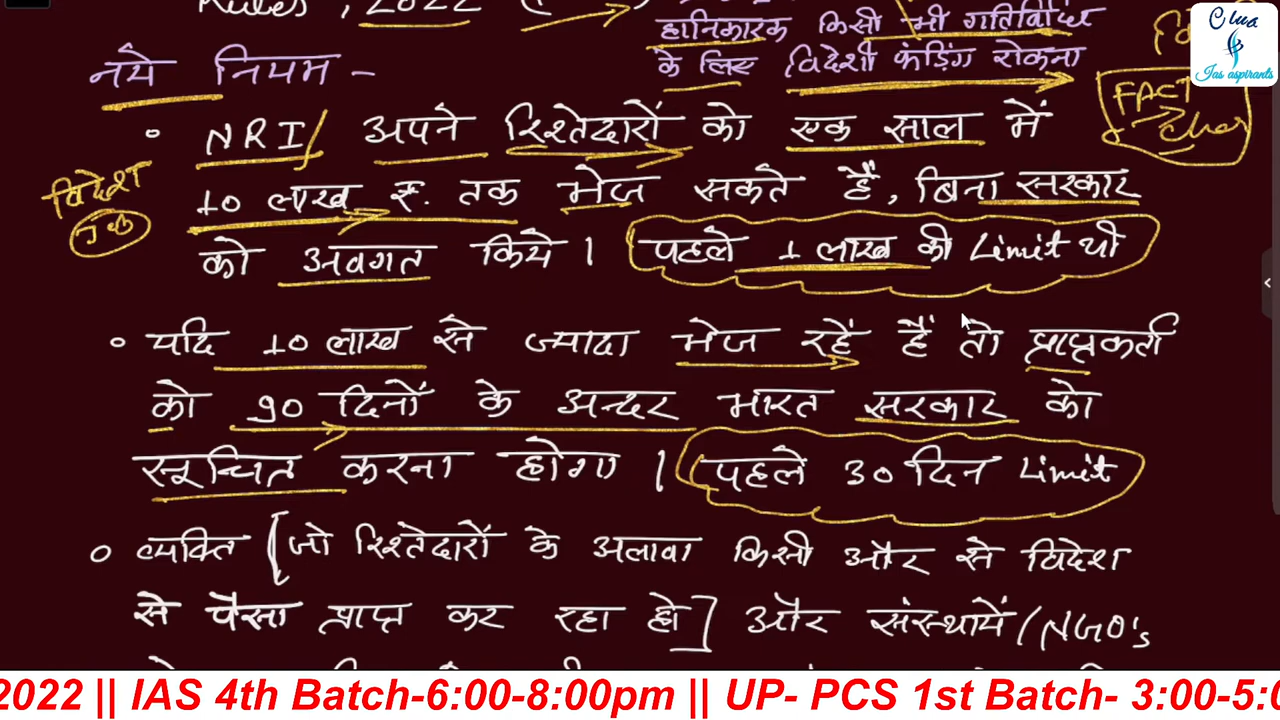 Rules, 2022
हानिकारक किसी भी गतिविधि
के लिए विदेशी फंडिंग रोकना
Clue
Ias aspirants
नये नियम -
FACT
• NRI/ अपने रिश्तेदारों को एक साल में
विदेश
10 लाख रु. तक भेज सकते हैं, बिना सरकार
को अवगत किये। पहले 1 लाख की Limit थी
• यदि 10 लाख से ज्यादा भेज रहें हैं तो प्राप्तकर्ता
को 90 दिनों के अन्दर भारत सरकार को
सूचित करना होगा। पहले 30 दिन Limit
० व्यक्ति [जो रिश्तेदारों के अलावा किसी और से विदेश
से पैसा प्राप्त कर रहा हो] और संस्थायें/NGO's
2022 || IAS 4th Batch-6:00-8:00pm || UP- PCS 1st Batch- 3:00-5:0